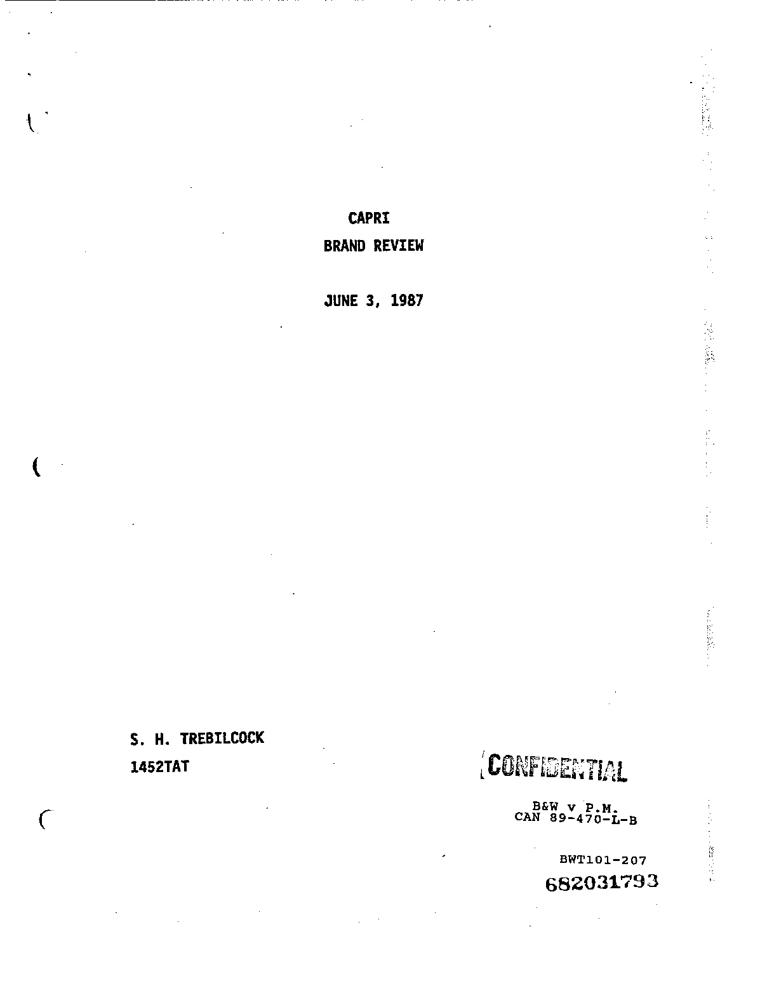 CAPRI
BRAND REVIEW
JUNE 3, 1987
S. H. TREBILCOCK
1452TAT
CONFIDENTIAL
B&W v P.M.
CAN 89-470-L-B
BWT101-207
682031793